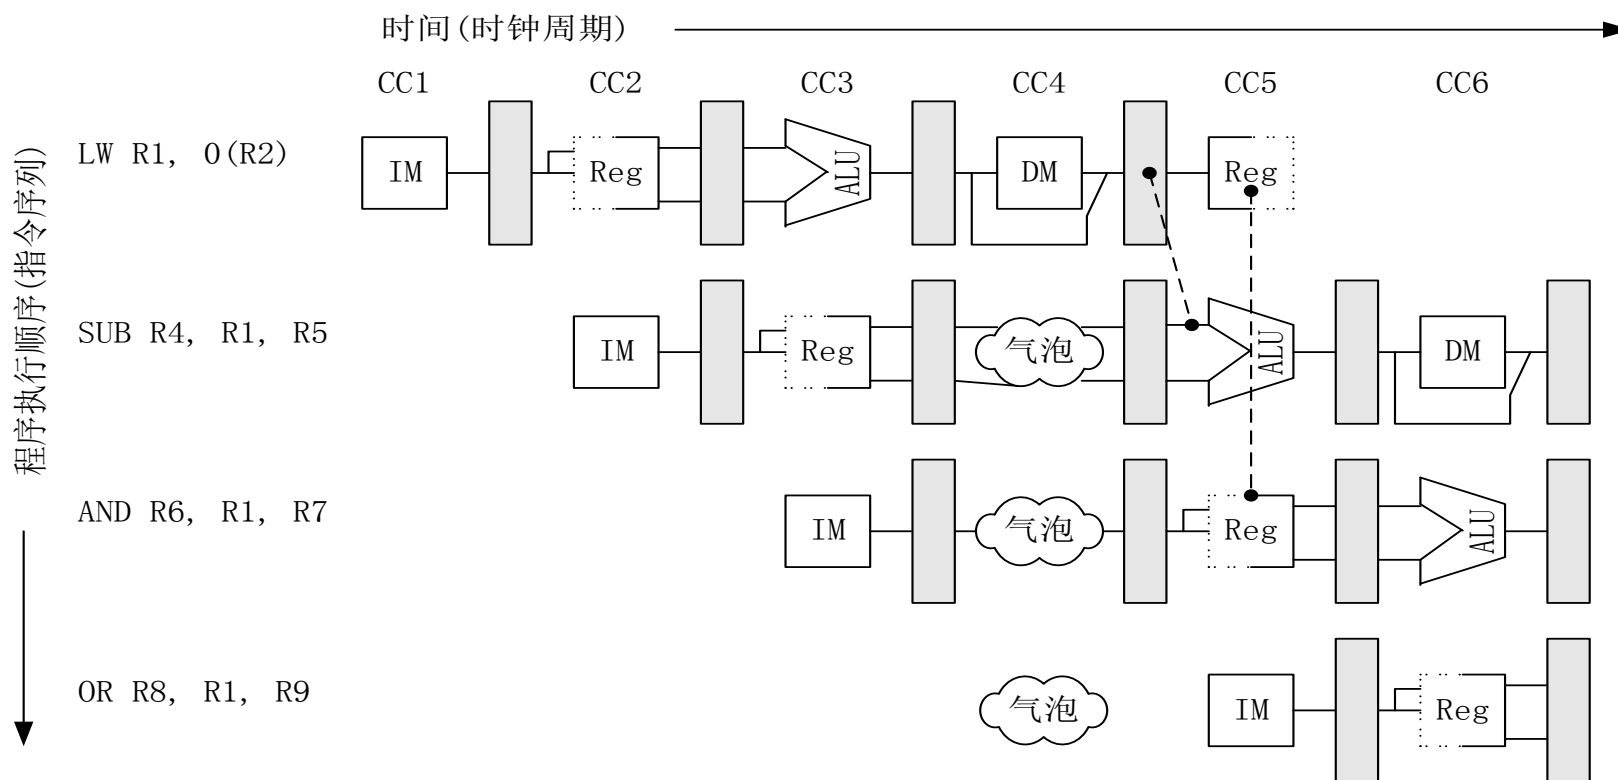 时间(时钟周期)
CC1 CC2 CC3 CC4 CC5 CC6
程序执行顺序(指令序列)
LW R1, 0(R2)
IM Reg ALU DM Reg
SUB R4, R1, R5
IM Reg 气泡 ALU DM
AND R6, R1, R7
IM 气泡 Reg ALU
OR R8, R1, R9
气泡 IM Reg